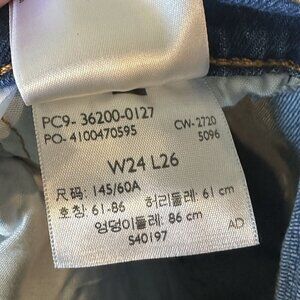 PC9- 36200-0127
PO- 4100470595 CW-2720
5096
W24 L26
尺码: 145/60A
호칭: 61-86 허리둘레: 61 cm
엉덩이둘레: 86 cm
S40197 AD